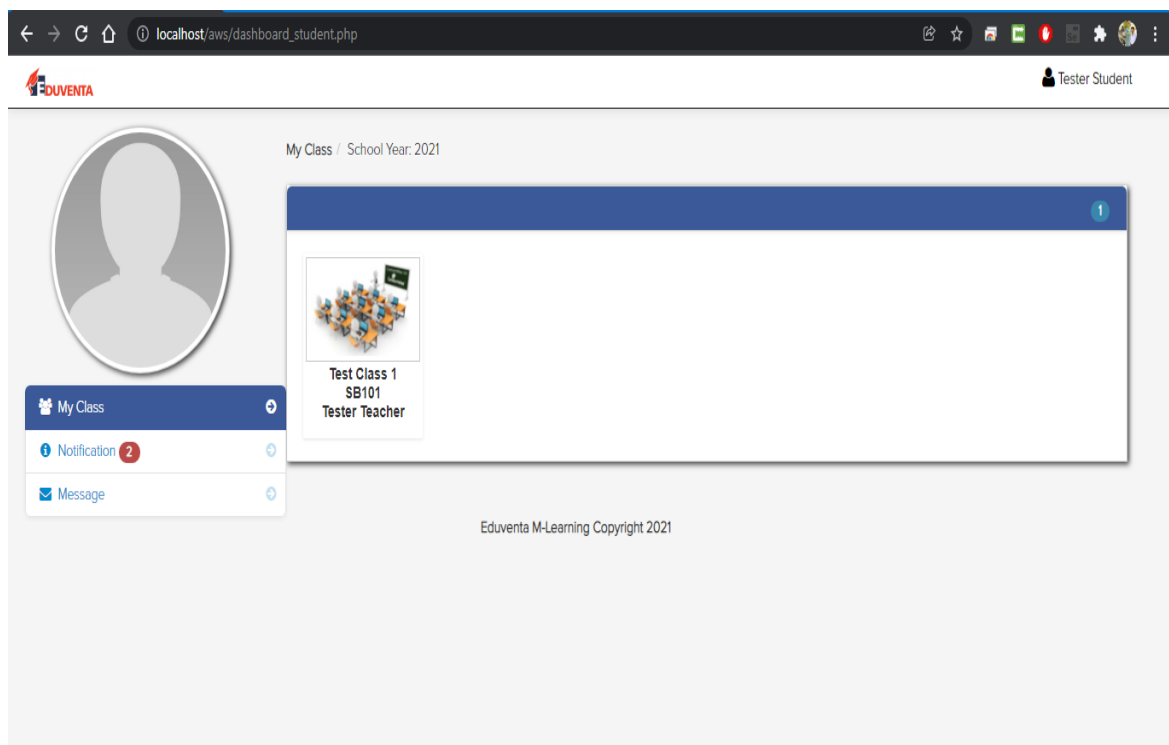 localhost/aws/dashboard_student.php
EDUVENTA
Tester Student
My Class / School Year: 2021
1
Test Class 1
SB101
Tester Teacher
My Class
Notification 2
Message
Eduventa M-Learning Copyright 2021